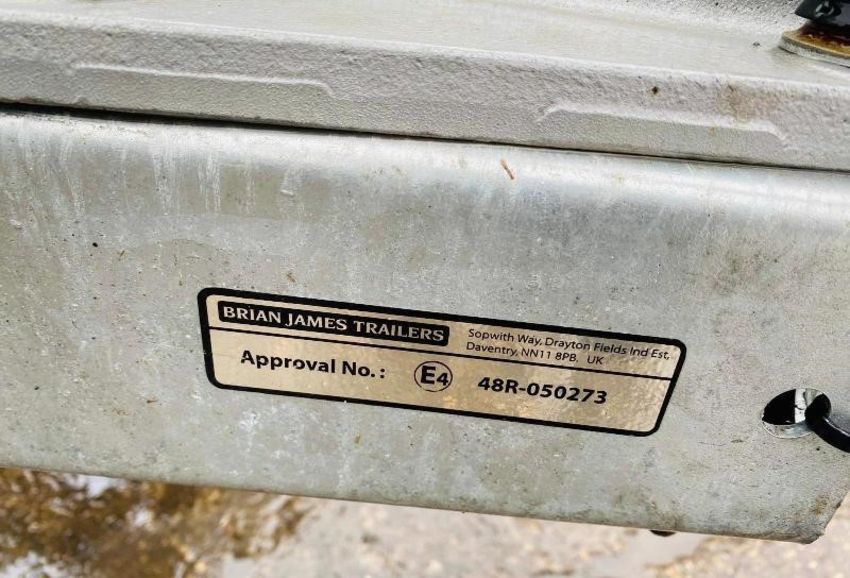 BRIAN JAMES TRAILERS
Sopwith Way, Drayton Fields Ind Est,
Daventry, NN11 8PB, UK
Approval No.: E4 48R-050273